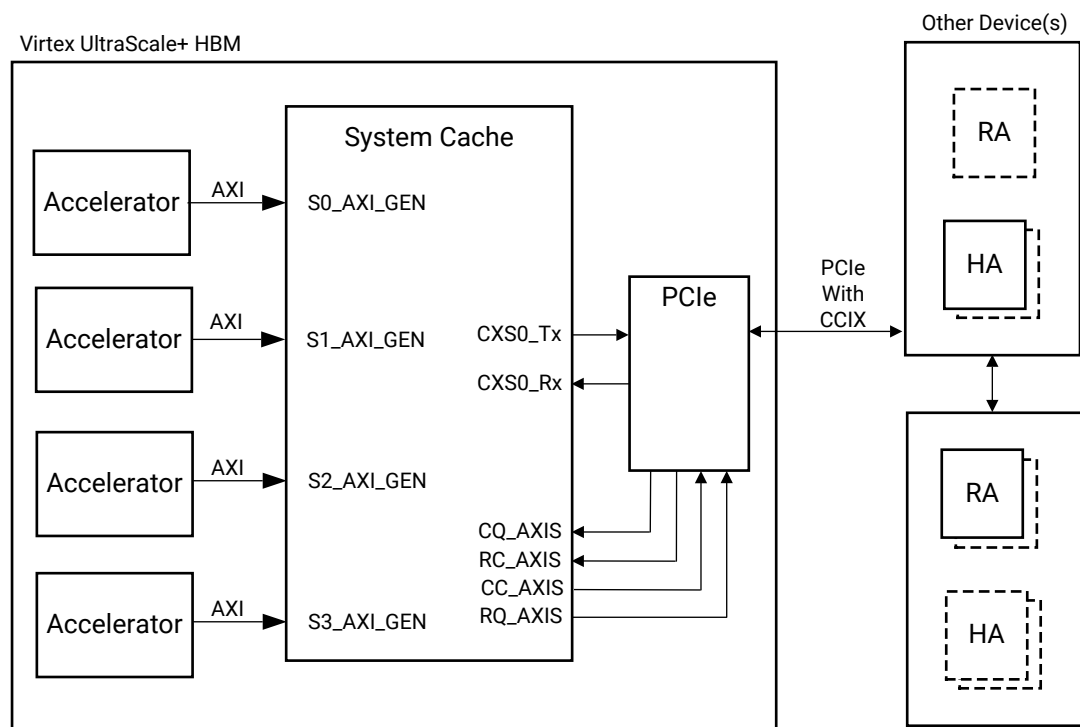 Other Device(s)
Virtex UltraScale+ HBM
System Cache
RA
Accelerator
AXI
S0_AXI_GEN
HA
PCIe
With
CCIX
PCIe
Accelerator
AXI
S1_AXI_GEN
CXS0_Tx
CXS0_Rx
Accelerator
AXI
S2_AXI_GEN
RA
CQ_AXIS
RC_AXIS
CC_AXIS
RQ_AXIS
Accelerator
AXI
S3_AXI_GEN
HA